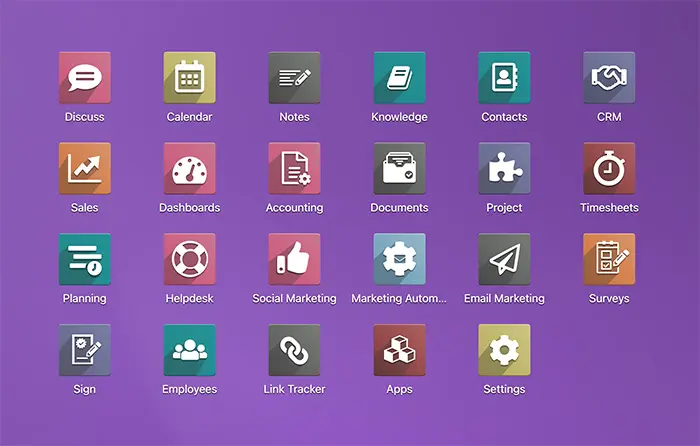 Discuss
Calendar
Notes
Knowledge
Contacts
CRM
Sales
Dashboards
Accounting
Documents
Project
Timesheets
Planning
Helpdesk
Social Marketing
Marketing Autom...
Email Marketing
Surveys
Sign
Employees
Link Tracker
Apps
Settings